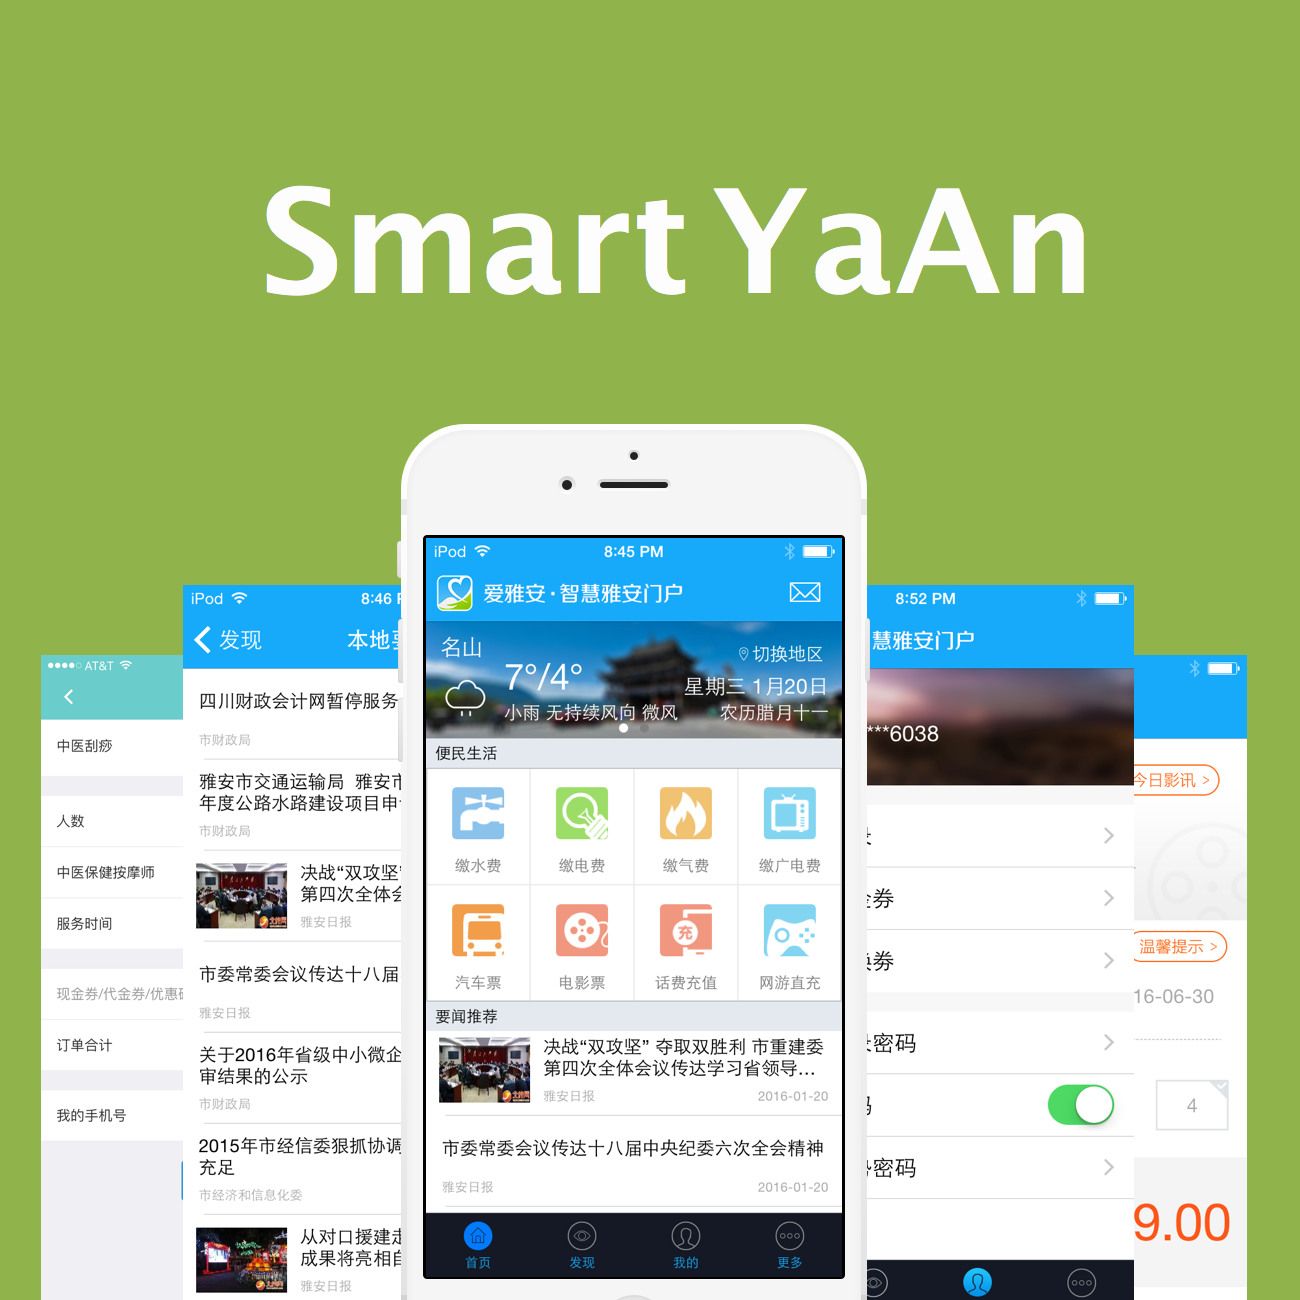 Smart YaAn
AT&T
中医刮痧
人数
中医保健按摩师
服务时间
现金券/代金券/优惠
订单合计
我的手机号
iPod 8:46
发现 本地
四川财政会计网暂停服务
市财政局
雅安市交通运输局 雅安市
年度公路水路建设项目申
市财政局
决战“双攻坚”
第四次全体会
雅安日报
市委常委会议传达十八届
雅安日报
关于2016年省级中小微企
审结果的公示
市财政局
2015年市经信委狠抓协调
充足
市经济和信息化委
从对口援建走
成果将亮相自
雅安日报
iPod 8:45 PM
爱雅安·智慧雅安门户
名山
7°/4°
切换地区
星期三 1月20日
小雨 无持续风向 微风
农历腊月十一
便民生活
缴水费 缴电费 缴气费 缴广电费
汽车票 电影票 话费充值 网游直充
充
要闻推荐
决战“双攻坚” 夺取双胜利 市重建委
第四次全体会议传达学习省领导...
雅安日报 2016-01-20
市委常委会议传达十八届中央纪委六次全会精神
雅安日报 2016-01-20
首页 发现 我的 更多
8:52 PM
慧雅安门户
***6038
券
券
密码
密码
今日影讯 >
温馨提示 >
16-06-30
4
9.00